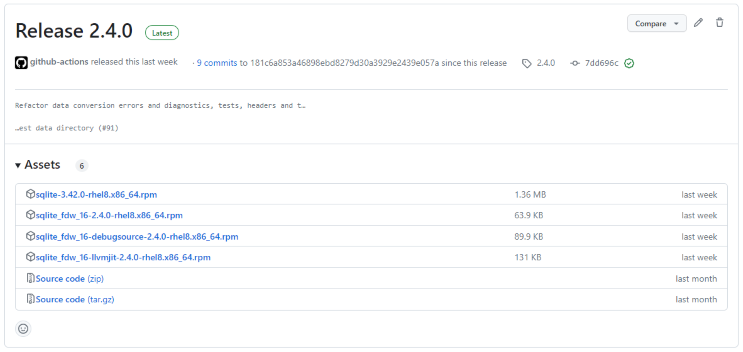 Release 2.4.0 Latest Compare
github-actions released this last week · 9 commits to 181c6a853a46898ebd8279d30a3929e2439e057a since this release 2.4.0 7dd696c
Refactor data conversion errors and diagnostics, tests, headers and t…
…est data directory (#91)
Assets 6
sqlite-3.42.0-rhel8.x86_64.rpm 1.36 MB last week
sqlite_fdw_16-2.4.0-rhel8.x86_64.rpm 63.9 KB last week
sqlite_fdw_16-debugsource-2.4.0-rhel8.x86_64.rpm 89.9 KB last week
sqlite_fdw_16-llvmjit-2.4.0-rhel8.x86_64.rpm 131 KB last week
Source code (zip) last month
Source code (tar.gz) last month